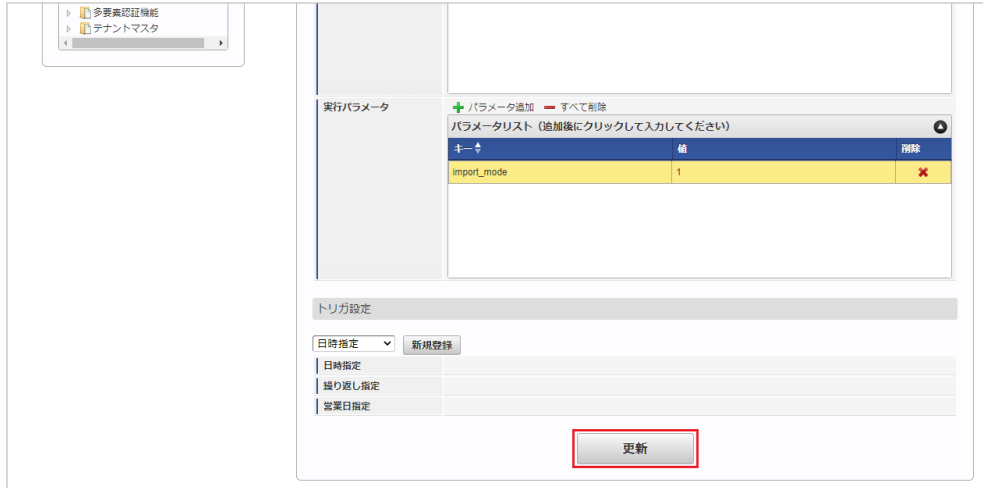 多要素認証機能
テナントマスタ
実行パラメータ
パラメータ追加 すべて削除
パラメータリスト（追加後にクリックして入力してください）
キー 値 削除
import_mode 1
トリガ設定
日時指定 新規登録
日時指定
繰り返し指定
営業日指定
更新